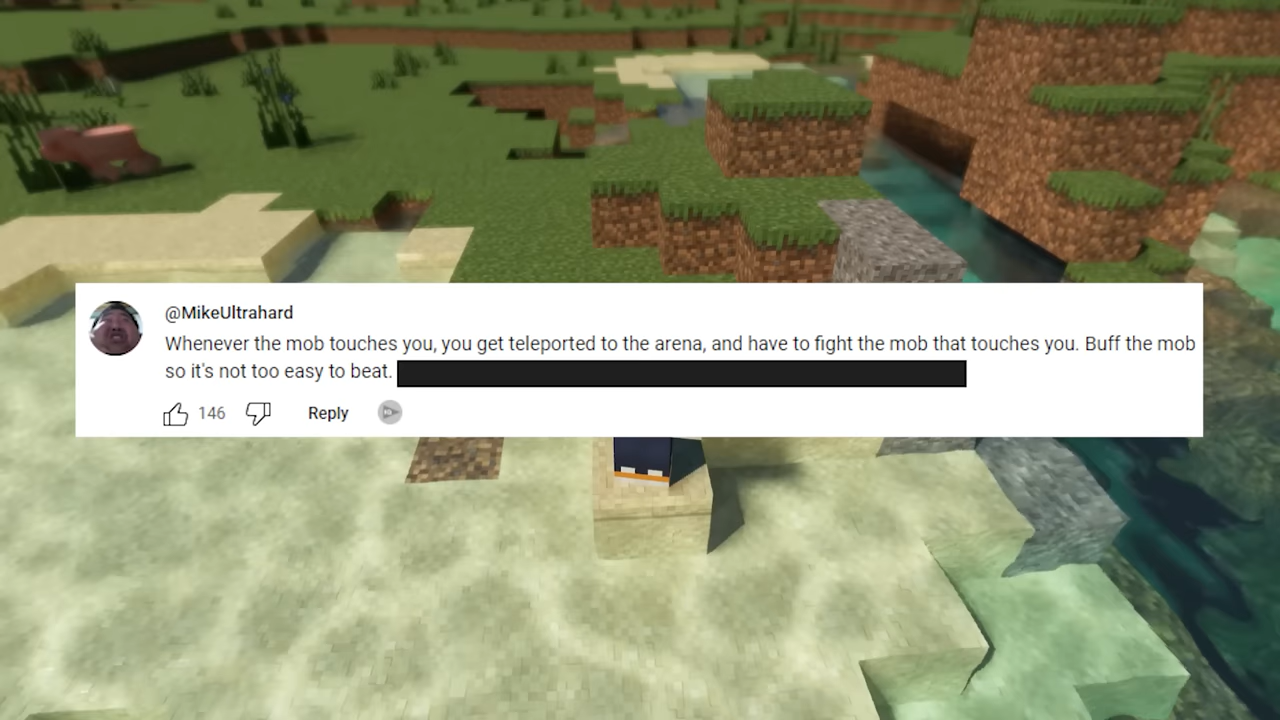 @MikeUltrahard
Whenever the mob touches you, you get teleported to the arena, and have to fight the mob that touches you. Buff the mob
so it's not too easy to beat.
146 Reply